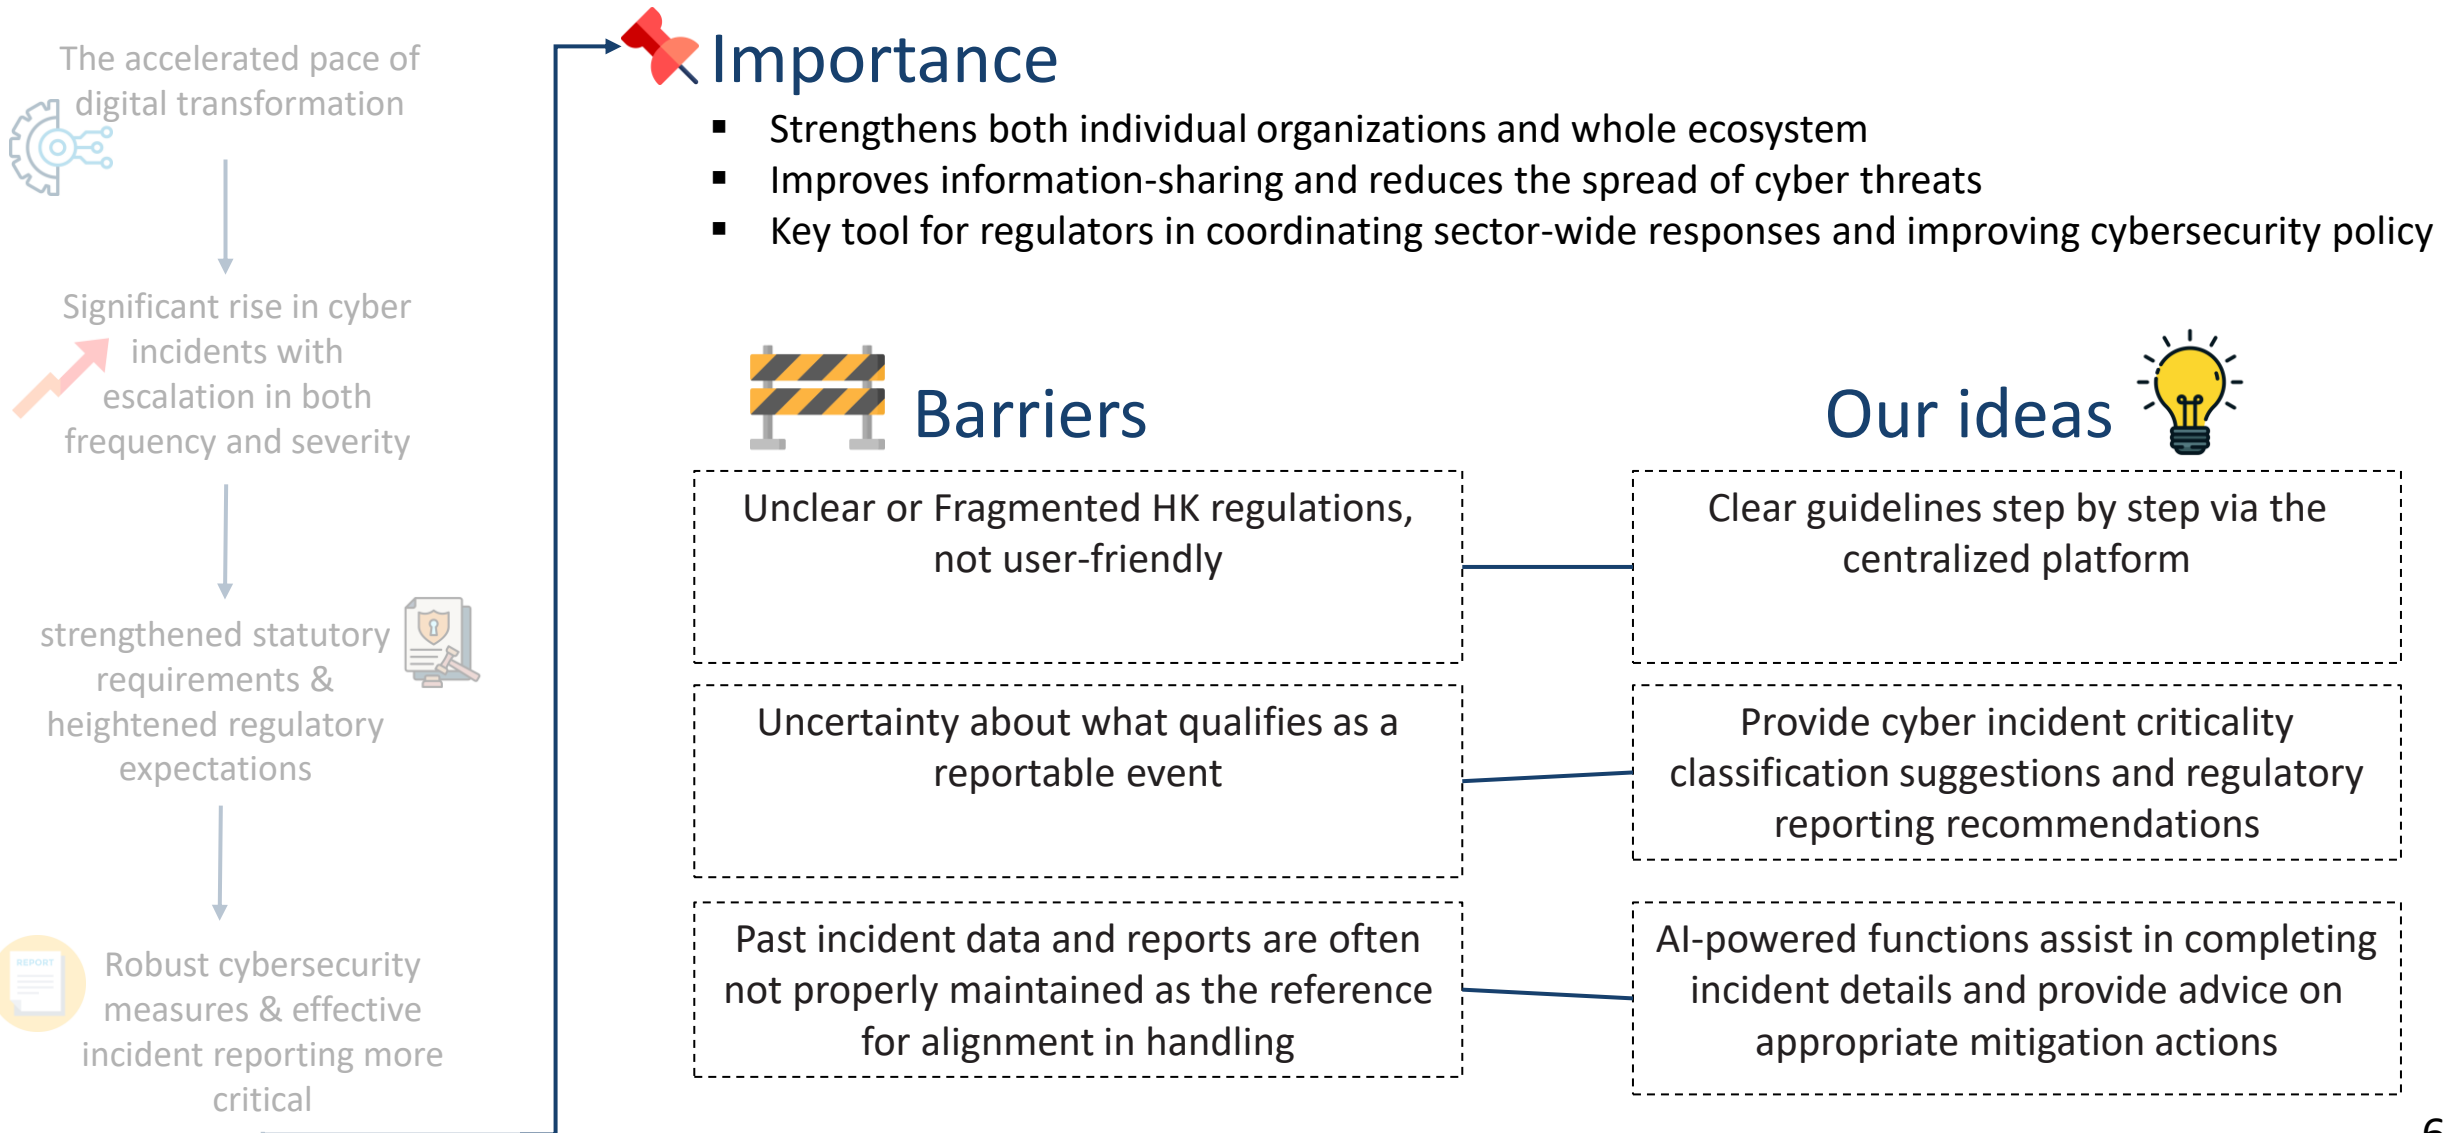 The accelerated pace of
digital transformation
Significant rise in cyber
incidents with
escalation in both
frequency and severity
strengthened statutory
requirements &
heightened regulatory
expectations
REPORT
Robust cybersecurity
measures & effective
incident reporting more
critical
Importance
▪ Strengthens both individual organizations and whole ecosystem
▪ Improves information-sharing and reduces the spread of cyber threats
▪ Key tool for regulators in coordinating sector-wide responses and improving cybersecurity policy
Barriers
Our ideas
Unclear or Fragmented HK regulations,
not user-friendly
Clear guidelines step by step via the
centralized platform
Uncertainty about what qualifies as a
reportable event
Provide cyber incident criticality
classification suggestions and regulatory
reporting recommendations
Past incident data and reports are often
not properly maintained as the reference
for alignment in handling
AI-powered functions assist in completing
incident details and provide advice on
appropriate mitigation actions
6